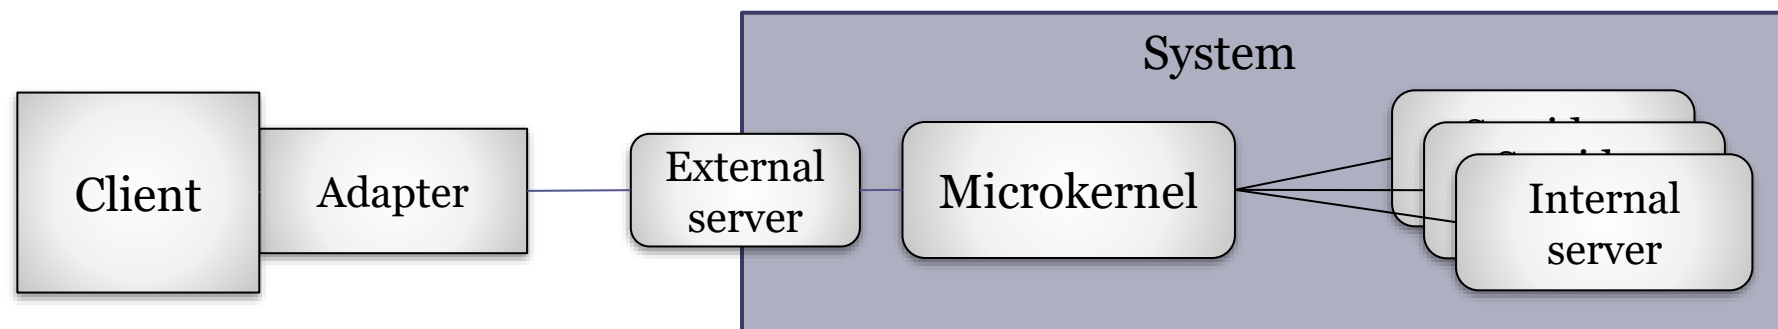 System
Client
Adapter
External
server
Microkernel
Internal
server